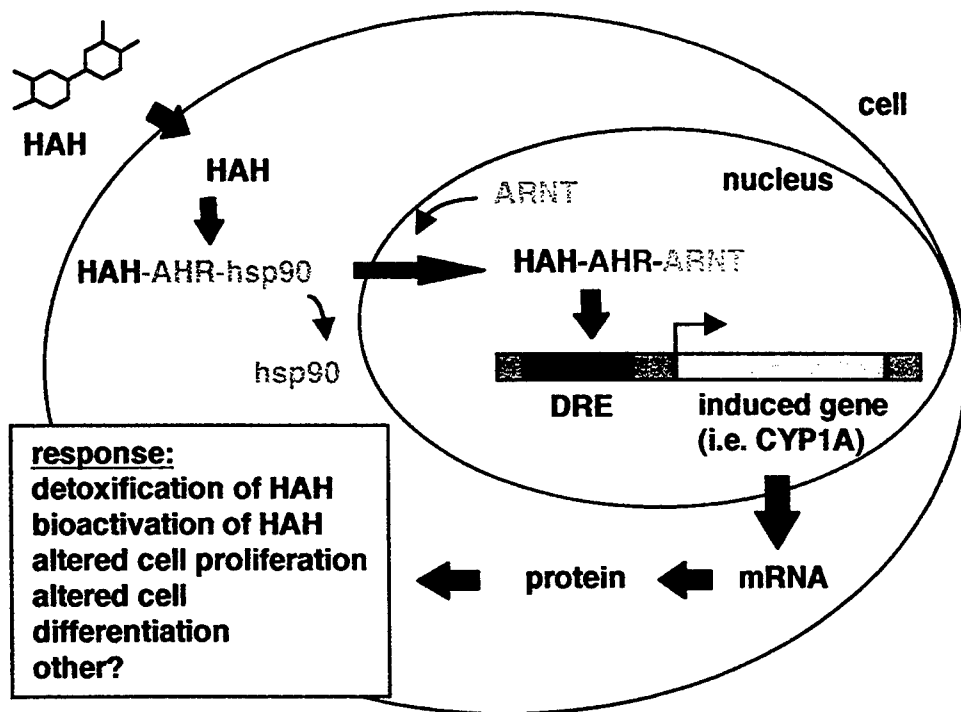 HAH
cell
HAH
nucleus
ARNT
HAH-AHR-hsp90
HAH-AHR-ARNT
hsp90
DRE
induced gene
(i.e. CYP1A)
response:
detoxification of HAH
bioactivation of HAH
altered cell proliferation
altered cell
differentiation
other?
protein
mRNA